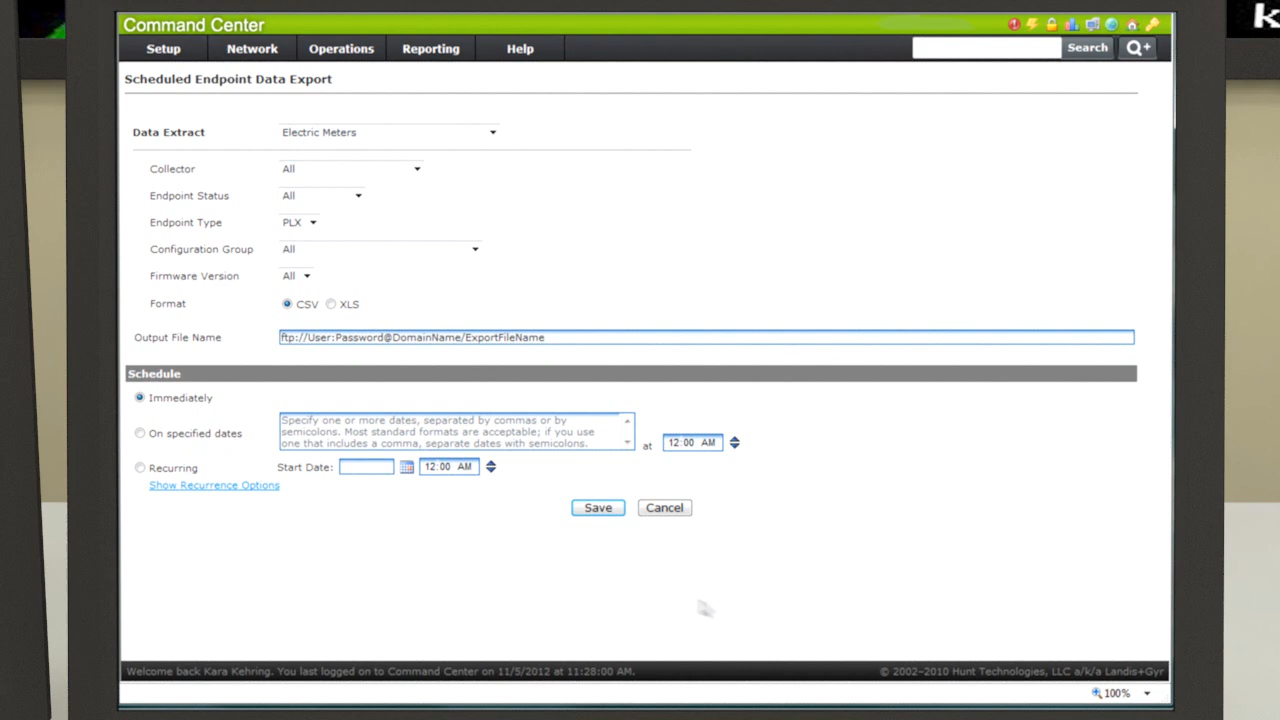 Command Center
Setup Network Operations Reporting Help Search
Scheduled Endpoint Data Export
Data Extract Electric Meters
Collector All
Endpoint Status All
Endpoint Type PLX
Configuration Group All
Firmware Version All
Format CSV XLS
Output File Name ftp://User:Password@DomainName/ExportFileName
Schedule
Immediately
On specified dates
Specify one or more dates, separated by commas or by
semicolons. Most standard formats are acceptable; if you
use one that includes a comma, separate dates with semicolons.
at 12:00 AM
Recurring Start Date: 12:00 AM
Show Recurrence Options
Save Cancel
Welcome back Kara Kehring. You last logged on to Command Center on 11/5/2012 at 11:28:00 AM. © 2002-2010 Hunt Technologies, LLC a/k/a Landis+Gyr
100%